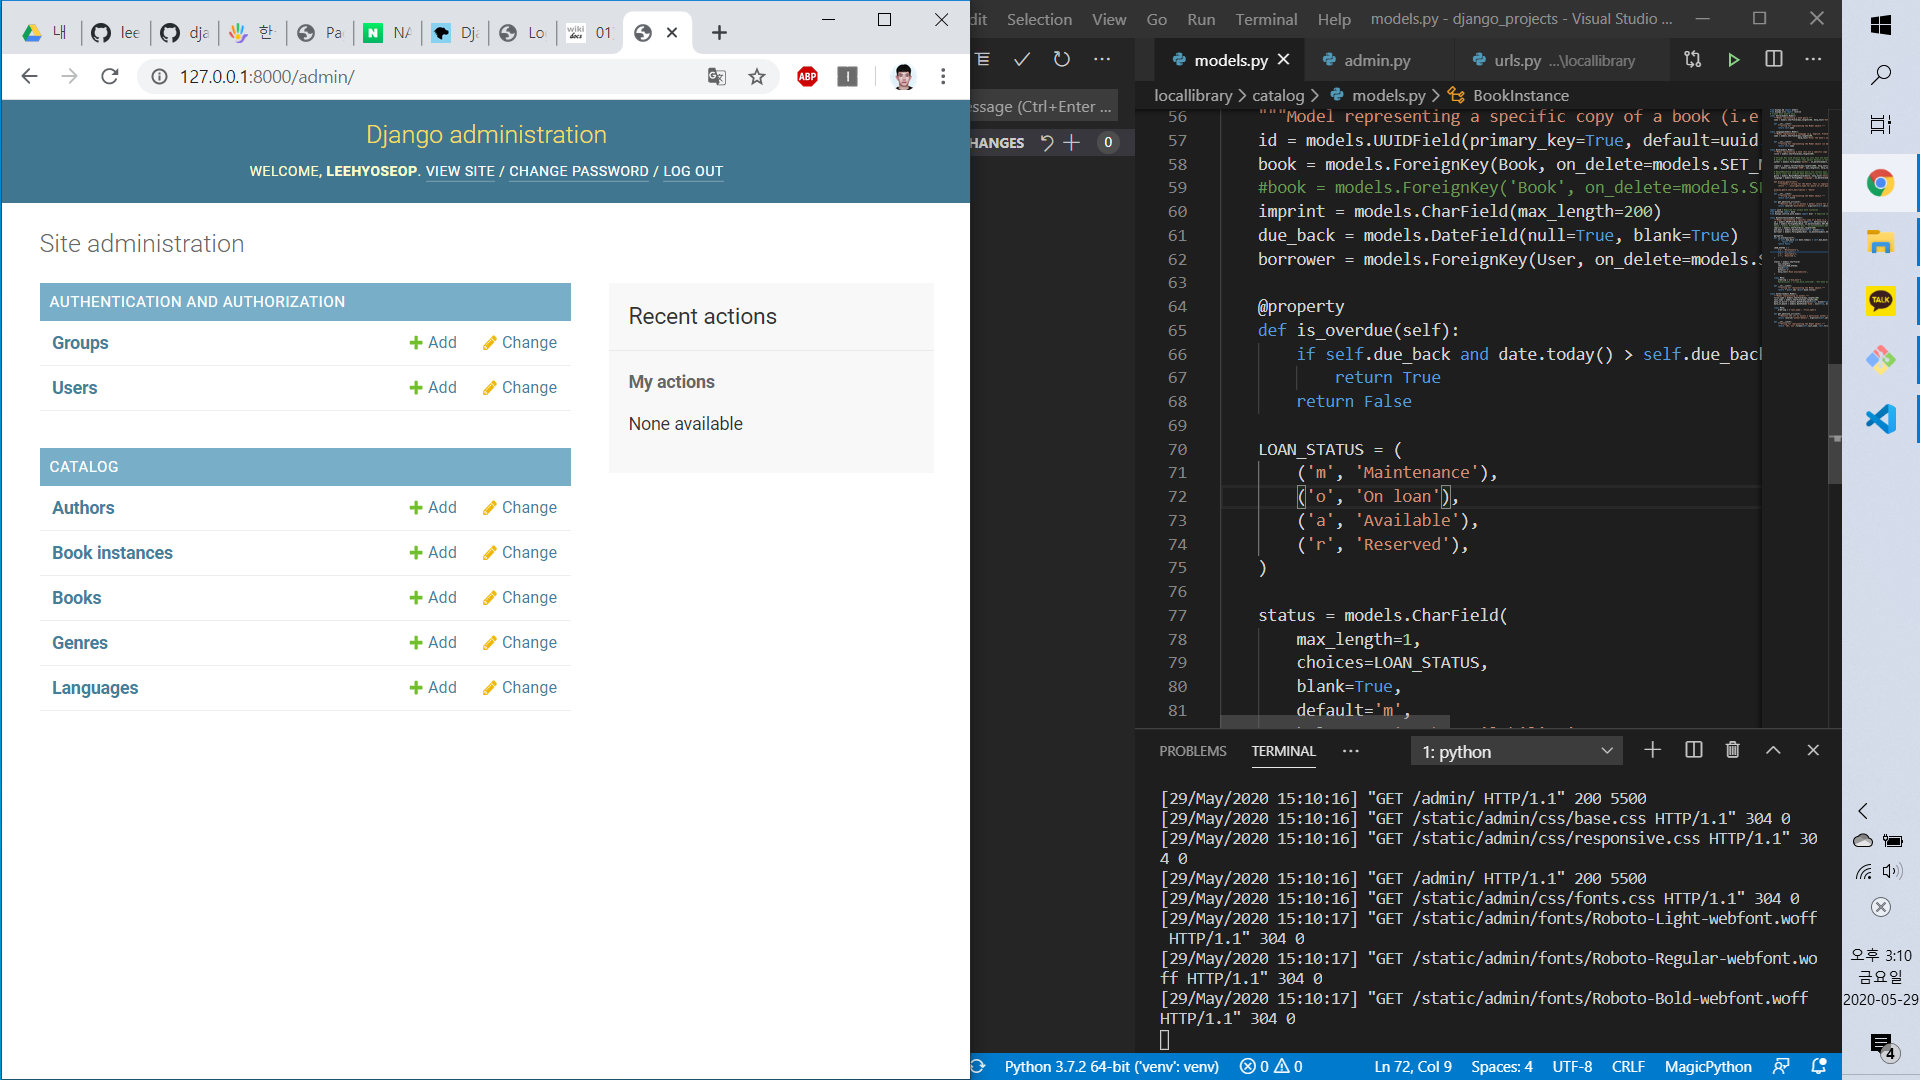 내
lee
dja
한
Pa
NA
Dja
Lo
wiki docs
01
127.0.0.1:8000/admin/
ABP
Django administration
WELCOME, LEEHYOSEOP. VIEW SITE / CHANGE PASSWORD / LOG OUT
Site administration
AUTHENTICATION AND AUTHORIZATION
Groups Add Change
Users Add Change
CATALOG
Authors Add Change
Book instances Add Change
Books Add Change
Genres Add Change
Languages Add Change
Recent actions
My actions
None available
dit Selection View Go Run Terminal Help models.py - django_projects - Visual Studio ...
models.py admin.py urls.py ...\locallibrary
essage (Ctrl+Enter ...
HANGES 0
locallibrary > catalog > models.py > BookInstance
56 """Model representing a specific copy of a book (i.e
57 id = models.UUIDField(primary_key=True, default=uuid
58 book = models.ForeignKey(Book, on_delete=models.SET_N
59 #book = models.ForeignKey('Book', on_delete=models.SE
60 imprint = models.CharField(max_length=200)
61 due_back = models.DateField(null=True, blank=True)
62 borrower = models.ForeignKey(User, on_delete=models.S
63
64 @property
65 def is_overdue(self):
66 if self.due_back and date.today() > self.due_back
67 return True
68 return False
69
70 LOAN_STATUS = (
71 ('m', 'Maintenance'),
72 ('o', 'On loan'),
73 ('a', 'Available'),
74 ('r', 'Reserved'),
75 )
76
77 status = models.CharField(
78 max_length=1,
79 choices=LOAN_STATUS,
80 blank=True,
81 default='m',
PROBLEMS TERMINAL ... 1: python
[29/May/2020 15:10:16] "GET /admin/ HTTP/1.1" 200 5500
[29/May/2020 15:10:16] "GET /static/admin/css/base.css HTTP/1.1" 304 0
[29/May/2020 15:10:16] "GET /static/admin/css/responsive.css HTTP/1.1" 30
4 0
[29/May/2020 15:10:16] "GET /admin/ HTTP/1.1" 200 5500
[29/May/2020 15:10:16] "GET /static/admin/css/fonts.css HTTP/1.1" 304 0
[29/May/2020 15:10:17] "GET /static/admin/fonts/Roboto-Light-webfont.woff
HTTP/1.1" 304 0
[29/May/2020 15:10:17] "GET /static/admin/fonts/Roboto-Regular-webfont.wo
ff HTTP/1.1" 304 0
[29/May/2020 15:10:17] "GET /static/admin/fonts/Roboto-Bold-webfont.woff
HTTP/1.1" 304 0
Python 3.7.2 64-bit ('venv': venv) 0 0 Ln 72, Col 9 Spaces: 4 UTF-8 CRLF MagicPython
TALK
오후 3:10
금요일
2020-05-29
4